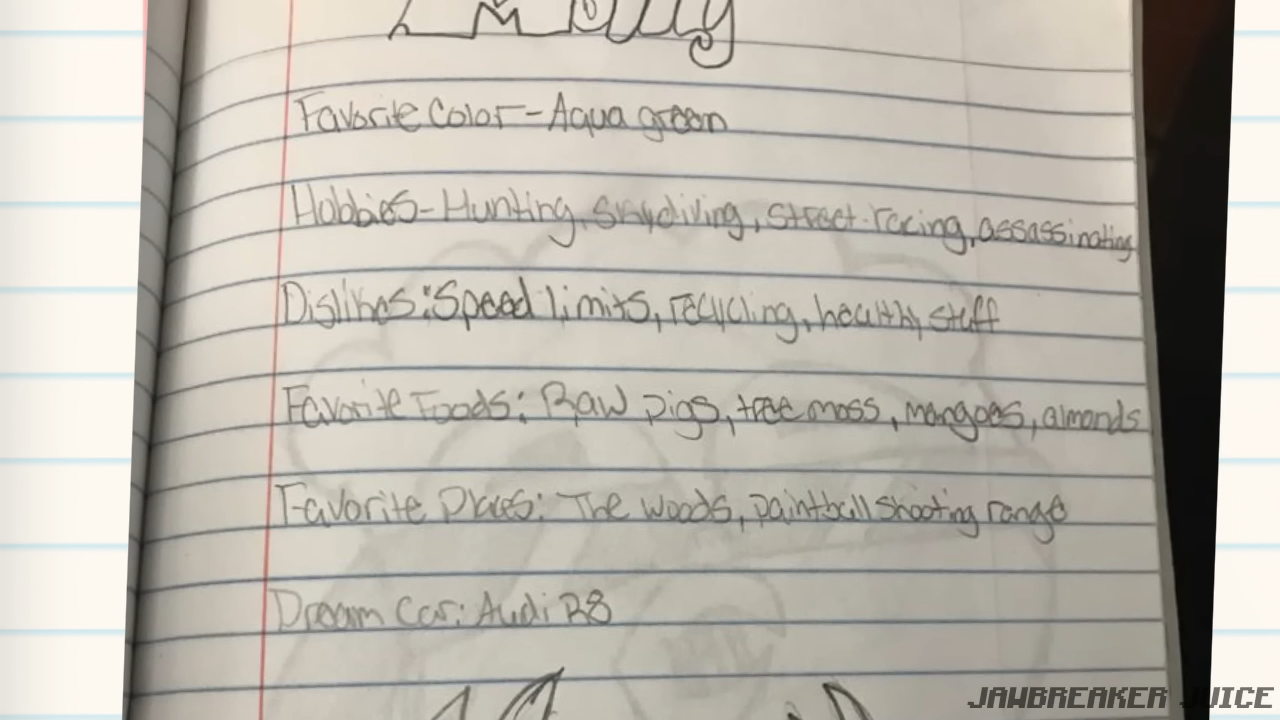 Molly
Favorite Color-Aqua green
Hobbies-Hunting, skydiving, street-racing, assassinating
Dislikes: Speed limits, recycling, healthy stuff
Favorite Foods: Raw pigs, tree moss, mangoes, almonds
Favorite Places: The woods, paintball shooting range
Dream Car: Audi R8
JAWBREAKER JUICE